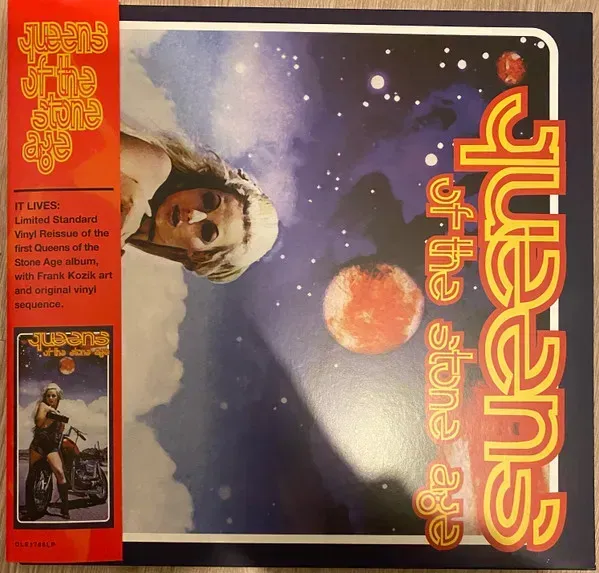 queens
of the
stone
age
IT LIVES:
Limited Standard
Vinyl Reissue of the
first Queens of the
Stone Age album,
with Frank Kozik art
and original vinyl
sequence.
queens
of the stone age
queens
of the stone age